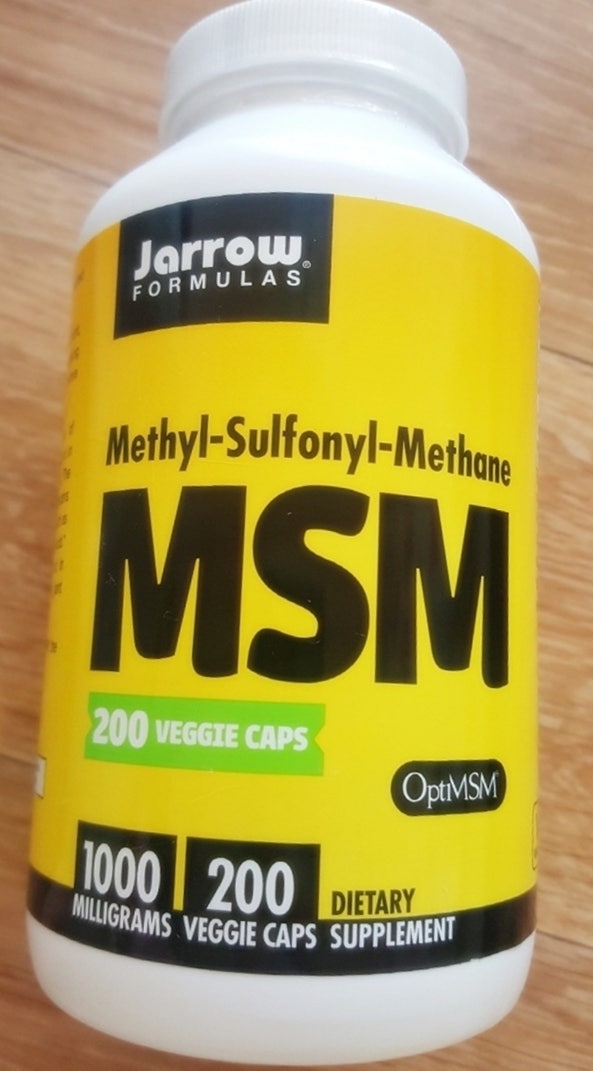 Jarrow
FORMULAS®
Methyl-Sulfonyl-Methane
MSM
200 VEGGIE CAPS
OptiMSM®
1000
MILLIGRAMS
200
VEGGIE CAPS
DIETARY
SUPPLEMENT